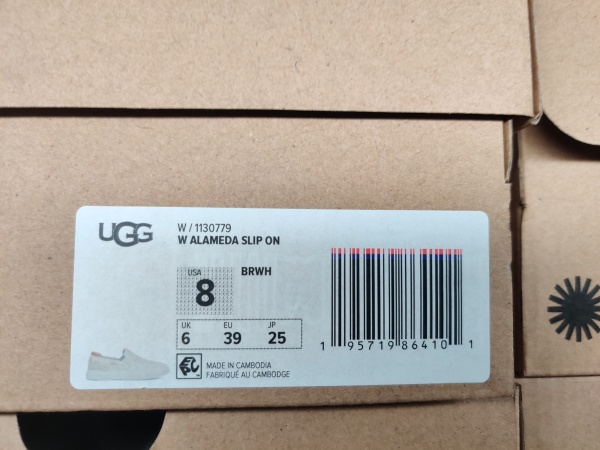 UGG
W / 1130779
W ALAMEDA SLIP ON
USA
8
BRWH
UK EU JP
6 39 25
MADE IN CAMBODIA
FABRIQUÉ AU CAMBODGE
1 95719 86410 1